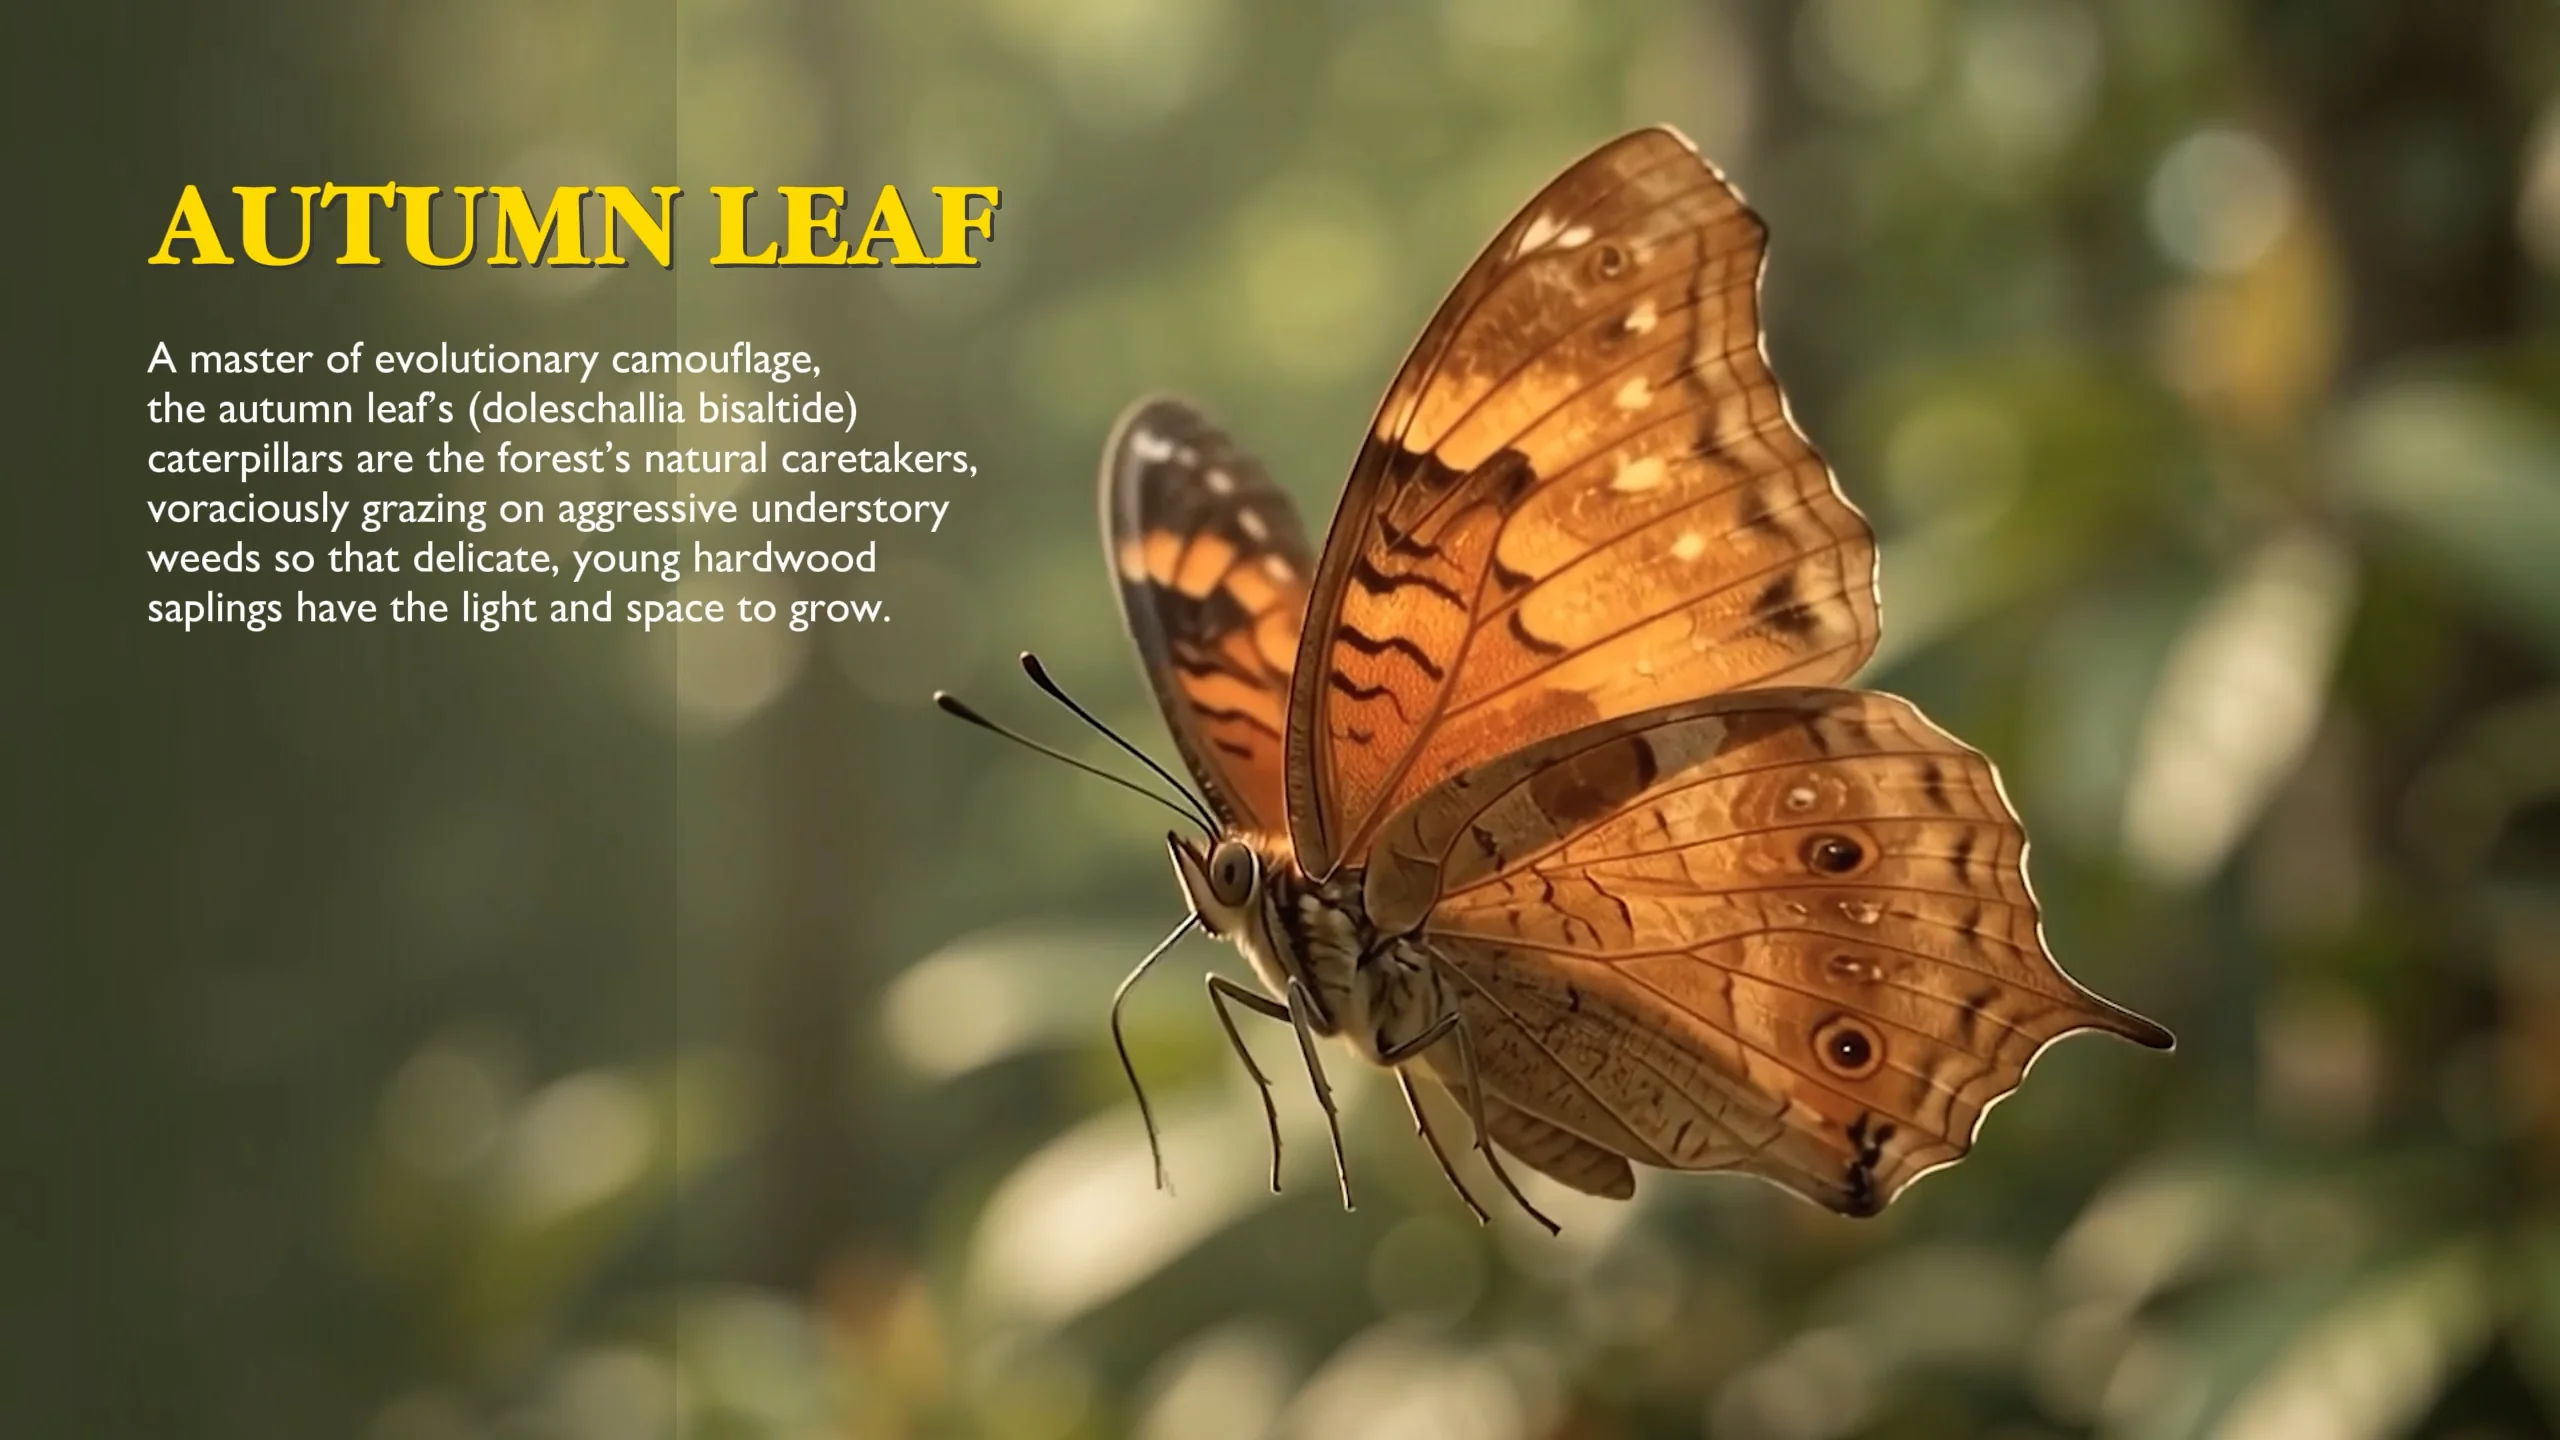 AUTUMN LEAF
A master of evolutionary camouflage,
the autumn leaf’s (doleschallia bisaltide)
caterpillars are the forest’s natural caretakers,
voraciously grazing on aggressive understory
weeds so that delicate, young hardwood
saplings have the light and space to grow.